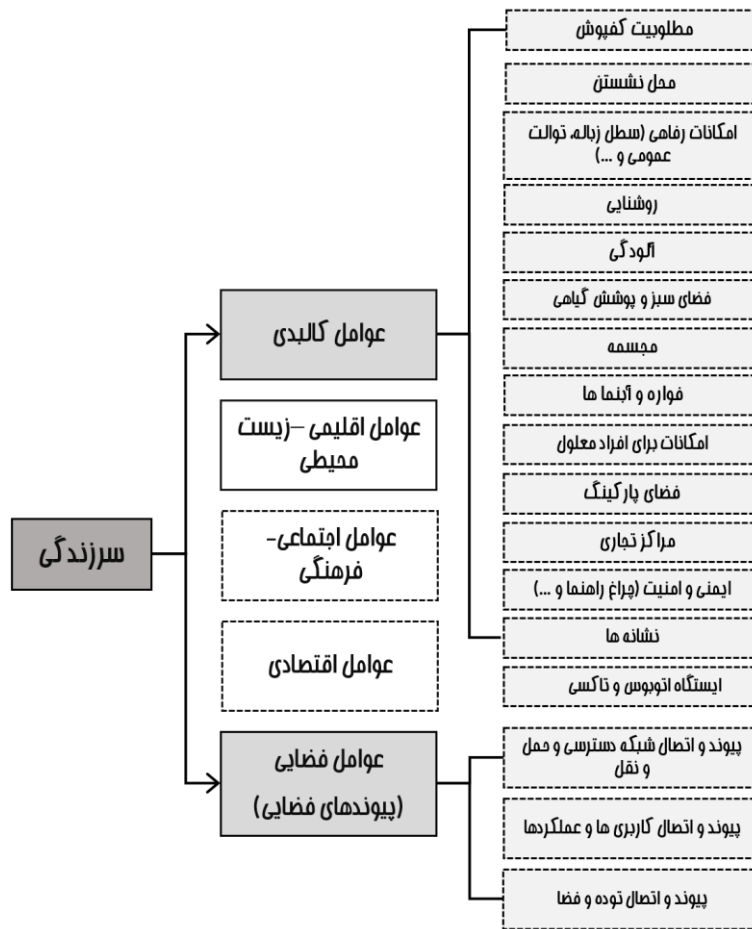 سرزندگی
عوامل کالبدی
عوامل اقلیمی –زیست
محیطی
عوامل اجتماعی-
فرهنگی
عوامل اقتصادی
عوامل فضایی
(پیوندهای فضایی)
مطلوبیت کفپوش
محل نشستن
امکانات رفاهی (سطل زباله، توالت
عمومی و ...)
روشنایی
آلودگی
فضای سبز و پوشش گیاهی
مجسمه
فواره و آبنما ها
امکانات برای افراد معلول
فضای پارکینگ
مراکز تجاری
ایمنی و امنیت (چراغ راهنما و ...)
نشانه ها
ایستگاه اتوبوس و تاکسی
پیوند و اتصال شبکه دسترسی و حمل
و نقل
پیوند و اتصال کاربری ها و عملکردها
پیوند و اتصال توده و فضا